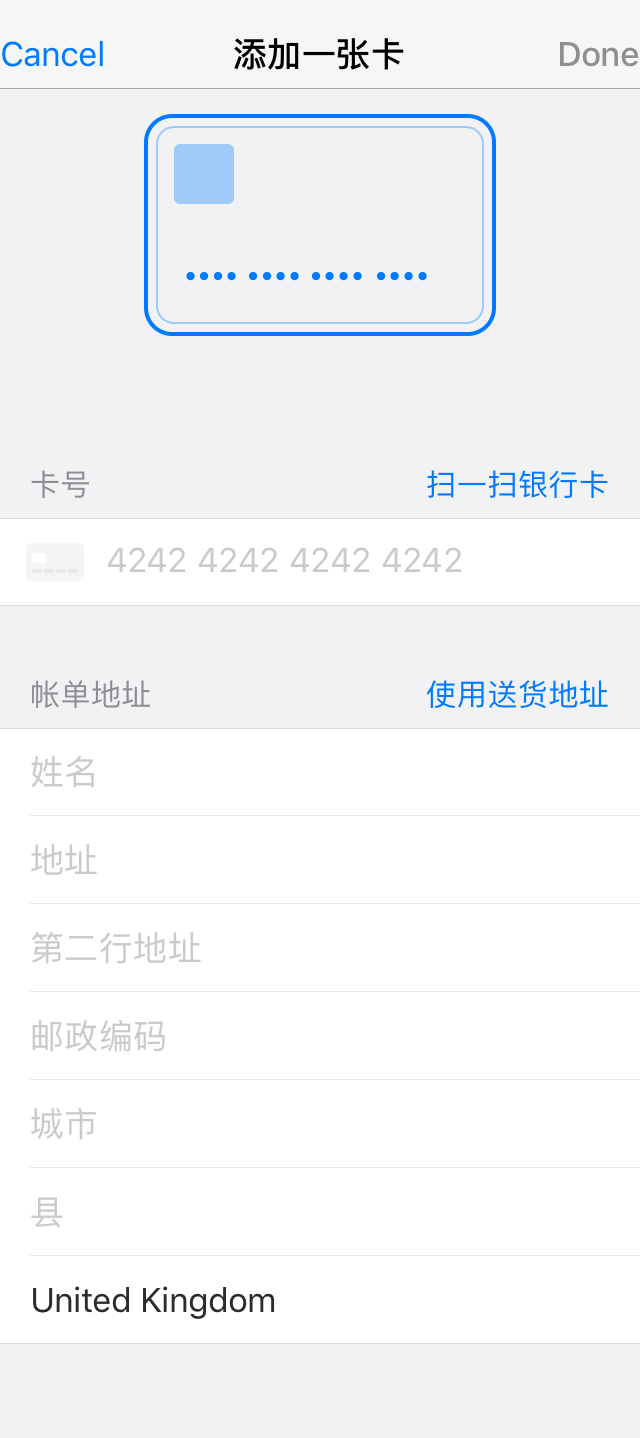 Cancel 添加一张卡 Done
•••• •••• •••• ••••
卡号 扫一扫银行卡
4242 4242 4242 4242
帐单地址 使用送货地址
姓名
地址
第二行地址
邮政编码
城市
县
United Kingdom